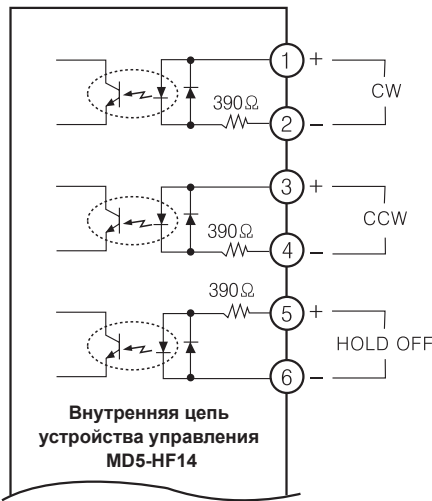 1 +
CW
390Ω
2 −
3 +
CCW
390Ω
4 −
390Ω
5 +
HOLD OFF
6 −
Внутренняя цепь
устройства управления
MD5-HF14